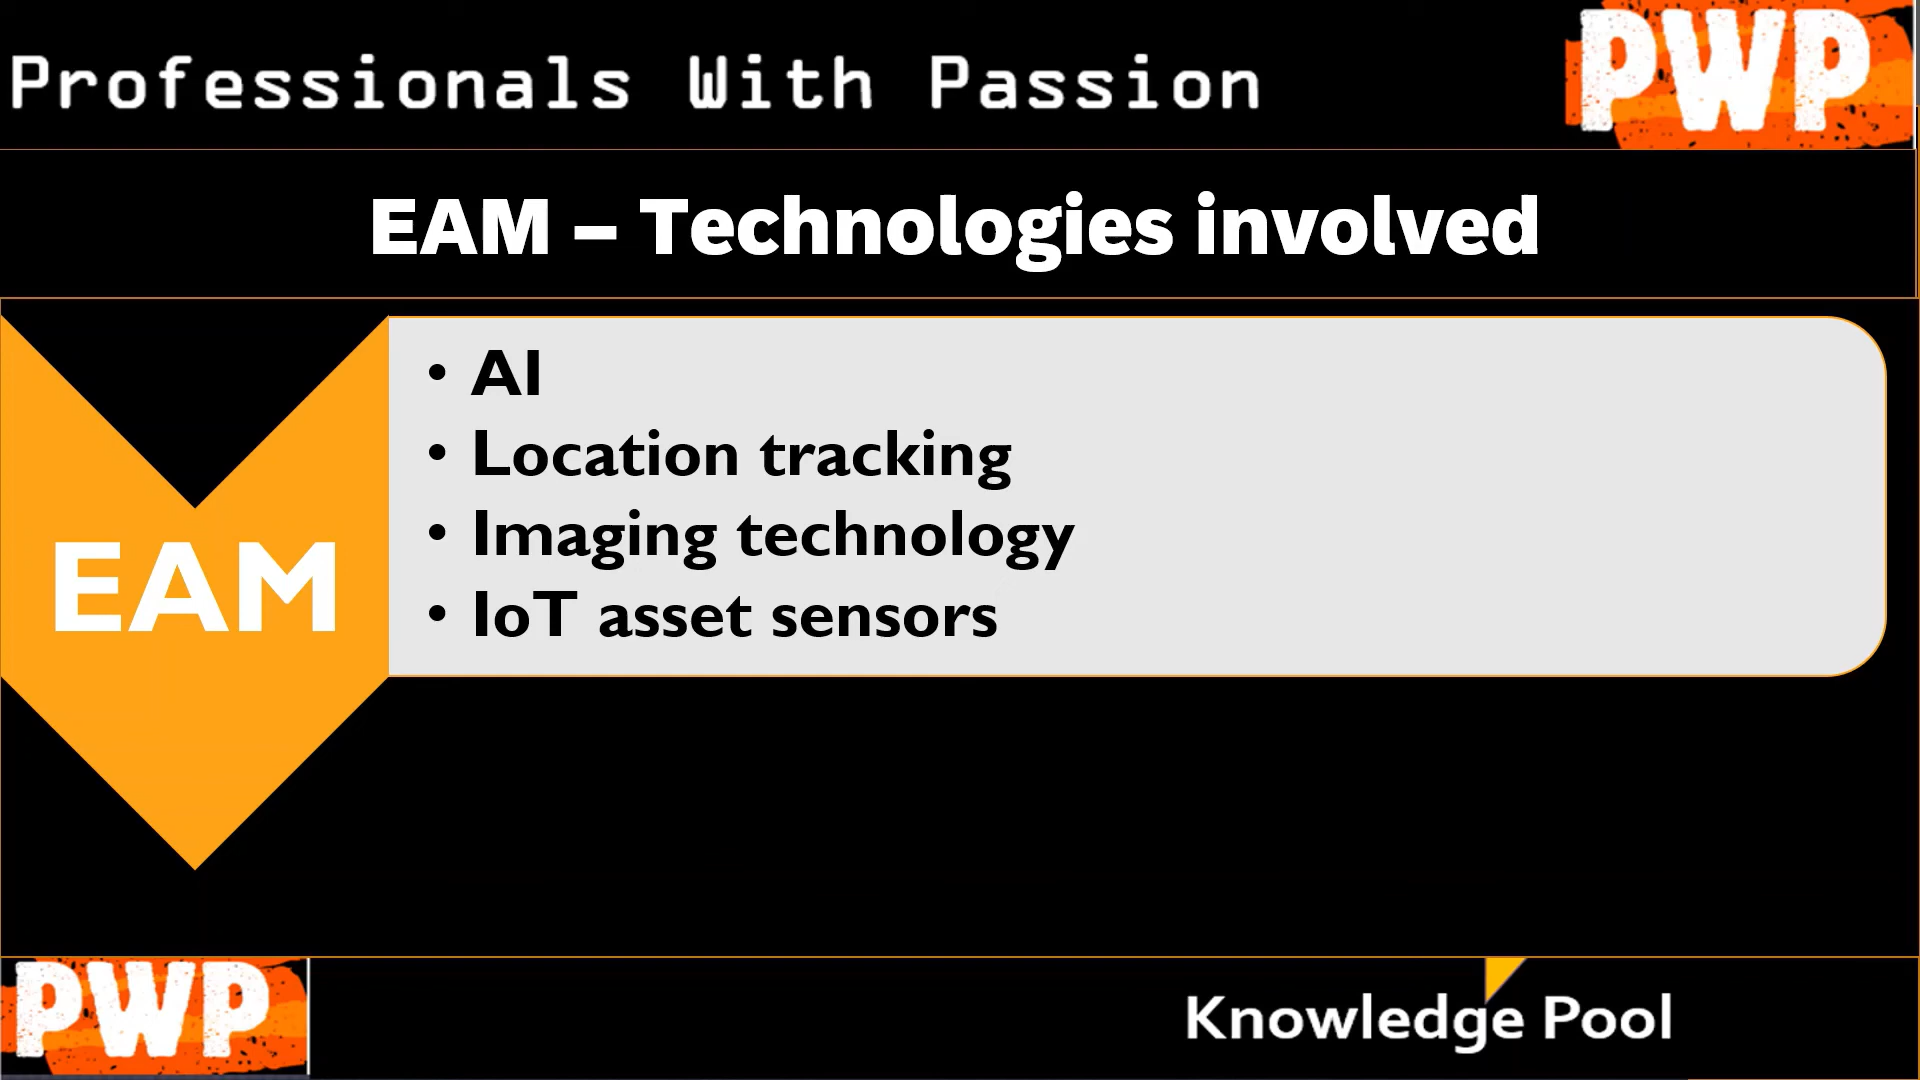 Professionals With Passion
PWP
EAM – Technologies involved
EAM
• AI
• Location tracking
• Imaging technology
• IoT asset sensors
PWP
Knowledge Pool